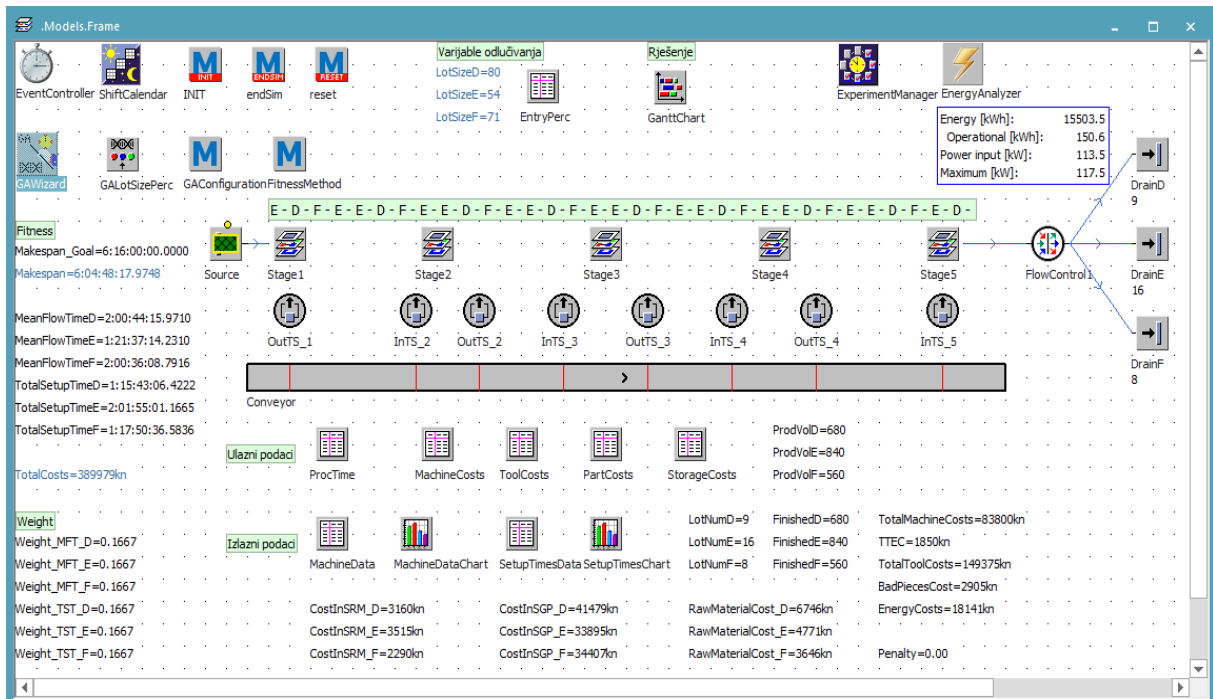 .Models.Frame
EventController
ShiftCalendar
INIT
endSim
reset
M
INIT
M
ENDSIM
M
RESET
Varijable odlučivanja
LotSizeD=80
LotSizeE=54
LotSizeF=71
EntryPerc
Rješenje
GanttChart
ExperimentManager
EnergyAnalyzer
Energy [kWh]: 15503.5
Operational [kWh]: 150.6
Power input [kW]: 113.5
Maximum [kW]: 117.5
GAWizard
GALotSizePerc
M
GAConfiguration
M
FitnessMethod
DrainD
9
E - D - F - E - E - D - F - E - E - D - F - E - E - D - F - E - E - D - F - E - E - D - F - E - E - D - F - E - E - D - F - E - D -
Fitness
Makespan_Goal=6:16:00:00.0000
Makespan=6:04:48:17.9748
Source
Stage1
Stage2
Stage3
Stage4
Stage5
FlowControl1
DrainE
16
MeanFlowTimeD=2:00:44:15.9710
MeanFlowTimeE=1:21:37:14.2310
MeanFlowTimeF=2:00:36:08.7916
TotalSetupTimeD=1:15:43:06.4222
TotalSetupTimeE=2:01:55:01.1665
TotalSetupTimeF=1:17:50:36.5836
OutTS_1
InTS_2
OutTS_2
InTS_3
OutTS_3
InTS_4
OutTS_4
InTS_5
DrainF
8
Conveyor
TotalCosts=389979kn
Ulazni podaci
ProcTime
MachineCosts
ToolCosts
PartCosts
StorageCosts
ProdVolD=680
ProdVolE=840
ProdVolF=560
Weight
Weight_MFT_D=0.1667
Weight_MFT_E=0.1667
Weight_MFT_F=0.1667
Weight_TST_D=0.1667
Weight_TST_E=0.1667
Weight_TST_F=0.1667
Izlazni podaci
MachineData
MachineDataChart
SetupTimesData
SetupTimesChart
LotNumD=9
LotNumE=16
LotNumF=8
FinishedD=680
FinishedE=840
FinishedF=560
TotalMachineCosts=83800kn
TTEC=1850kn
TotalToolCosts=149375kn
BadPiecesCost=2905kn
EnergyCosts=18141kn
CostInSRM_D=3160kn
CostInSRM_E=3515kn
CostInSRM_F=2290kn
CostInSGP_D=41479kn
CostInSGP_E=33895kn
CostInSGP_F=34407kn
RawMaterialCost_D=6746kn
RawMaterialCost_E=4771kn
RawMaterialCost_F=3646kn
Penalty=0.00